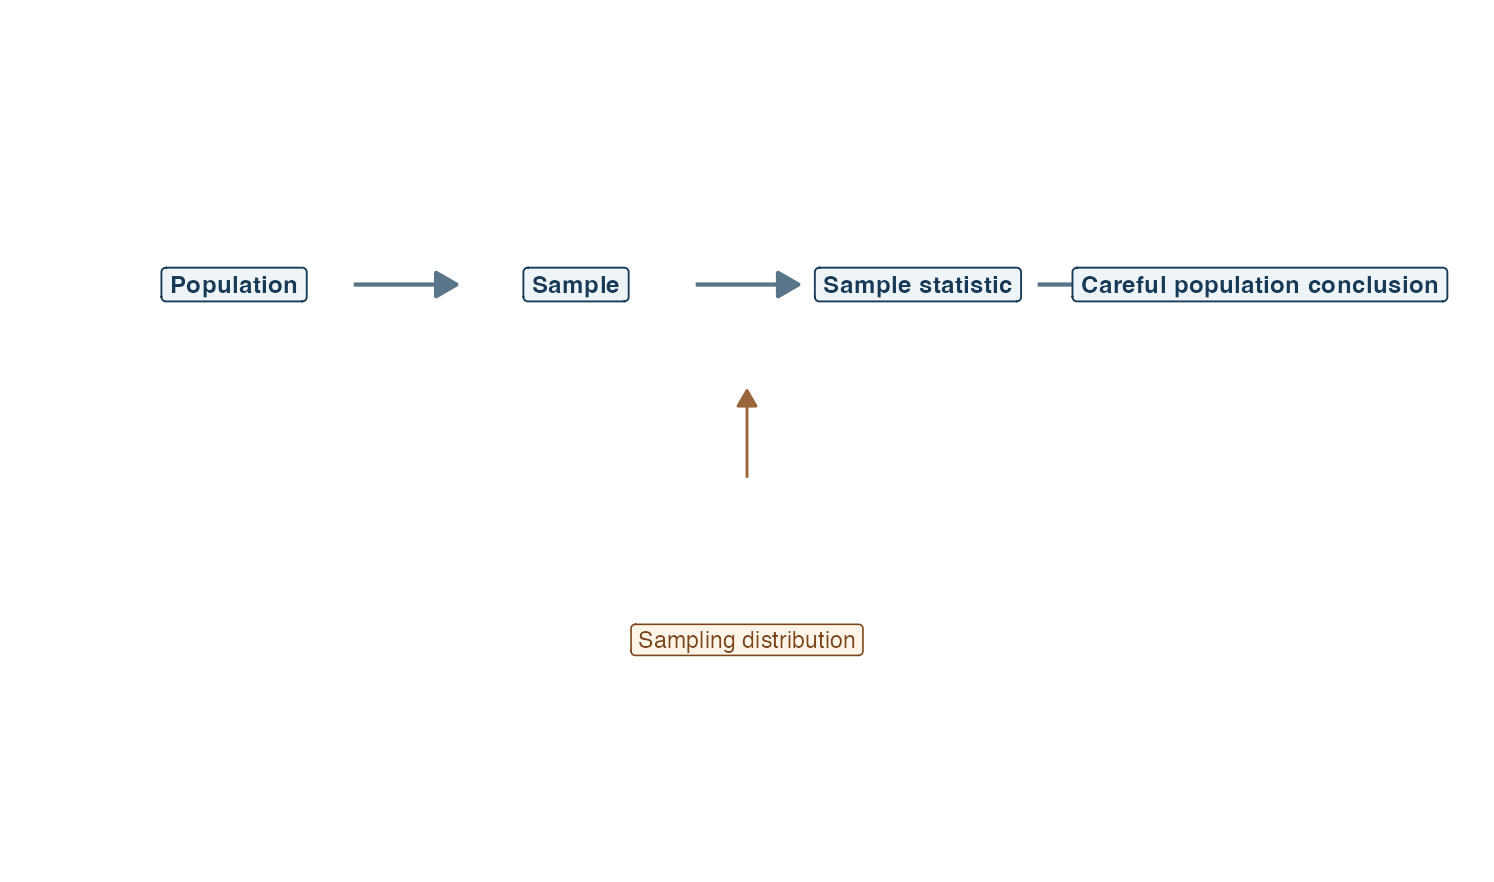 Population
Sample
Sample statistic
Careful population conclusion
Sampling distribution